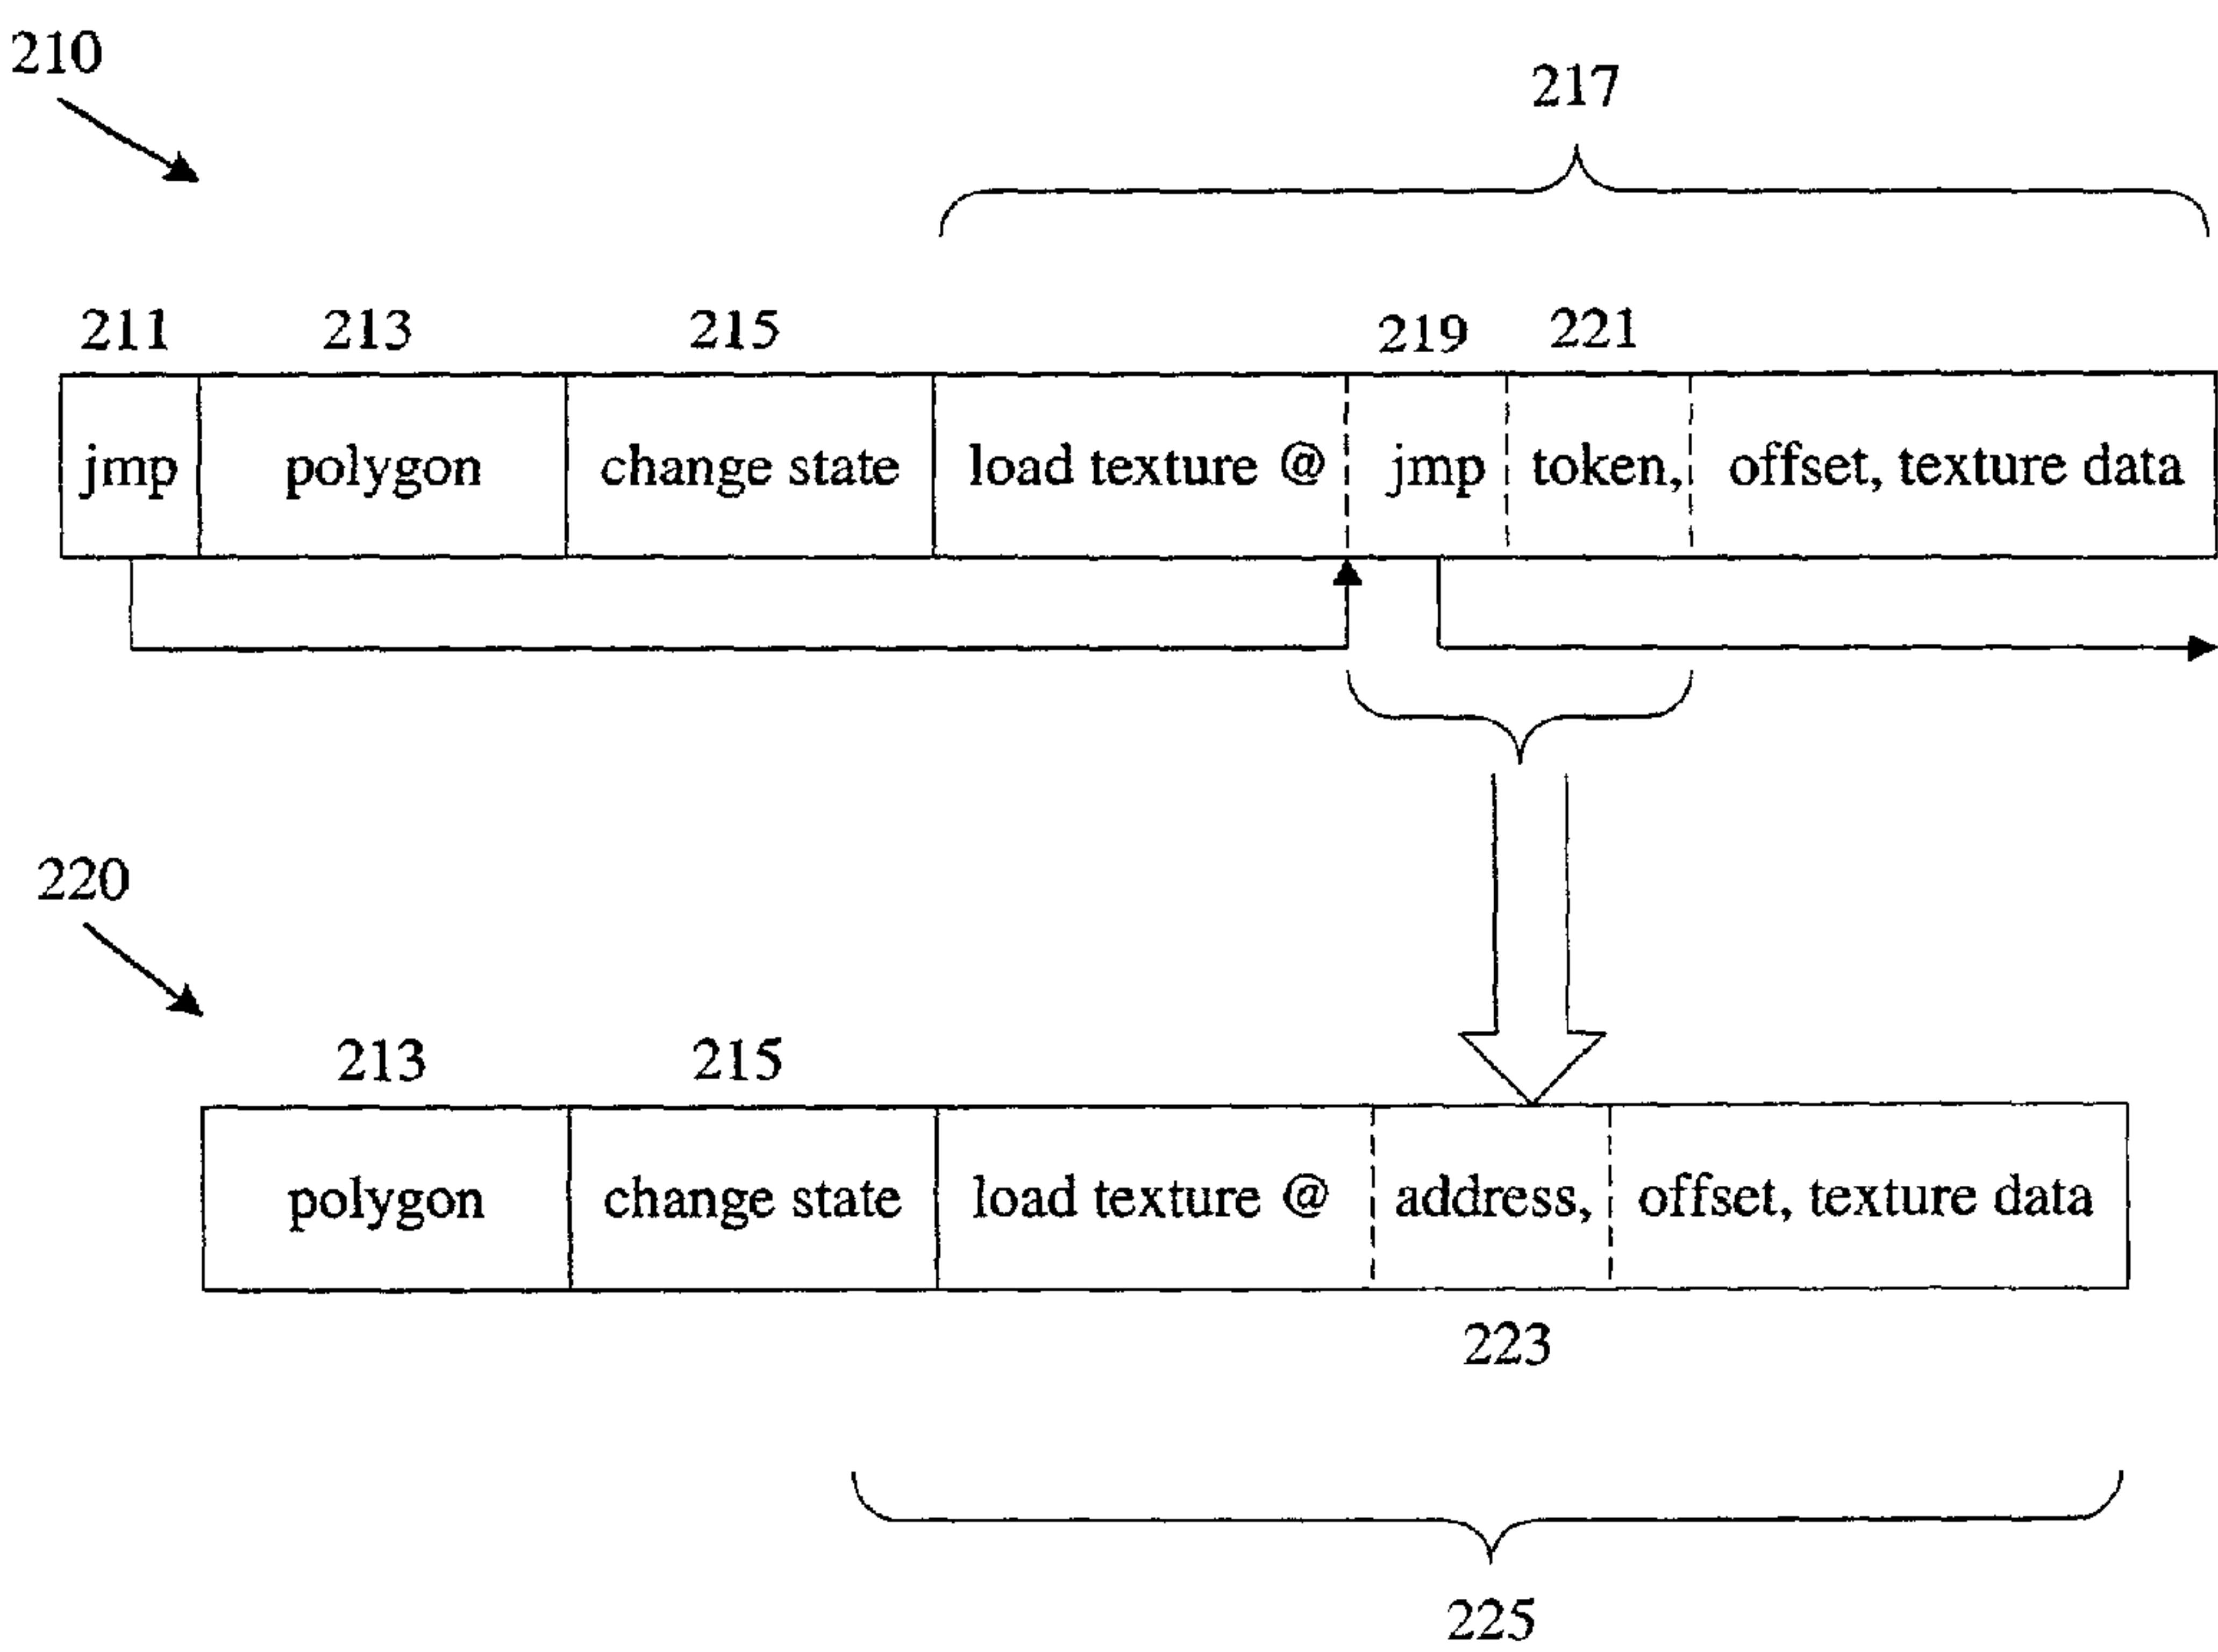 210
217
211 213 215 219 221
jmp polygon change state load texture @ jmp token, offset, texture data
220
213 215
polygon change state load texture @ address, offset, texture data
223
225